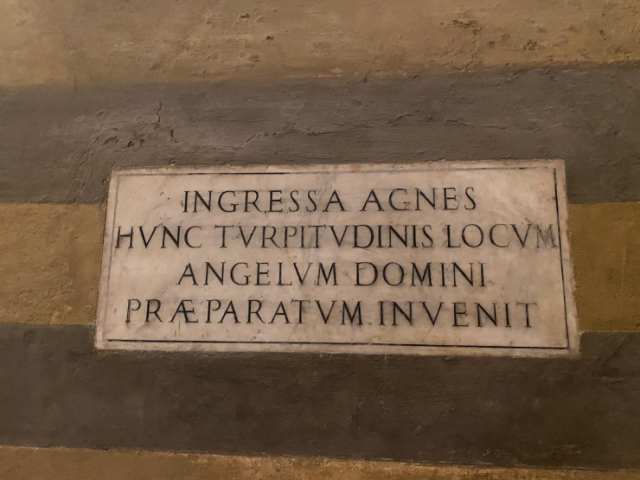 INGRESSA AGNES
HVNC TVRPITVDINIS LOCVM
ANGELVM DOMINI
PRÆPARATVM INVENIT